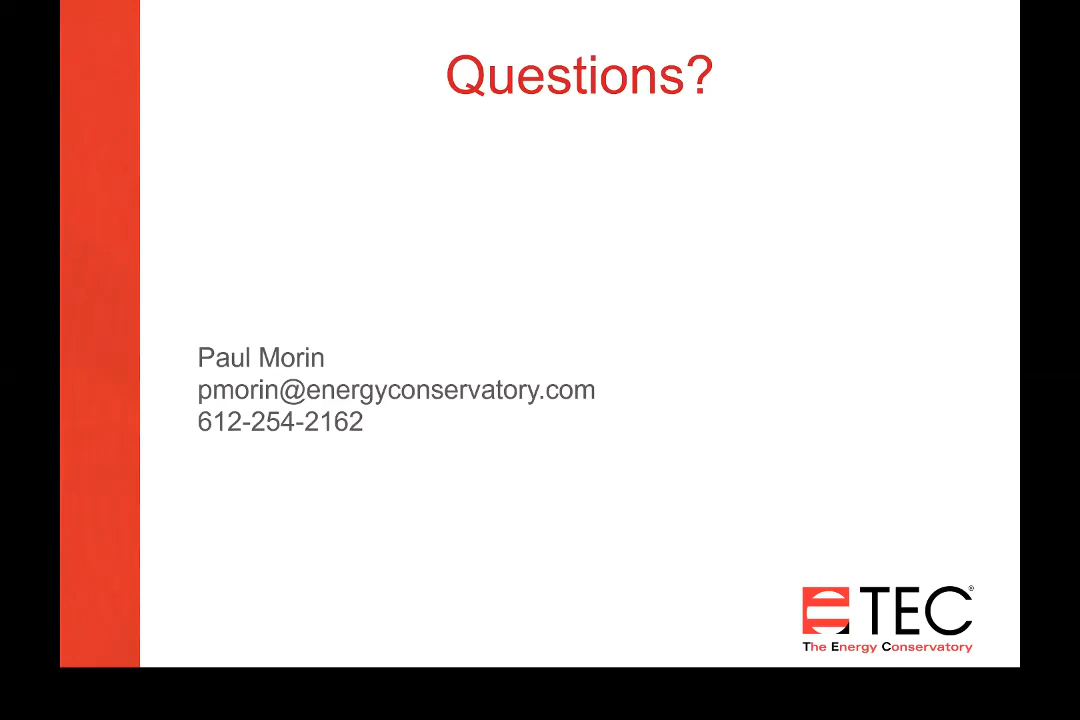 Questions?
Paul Morin
pmorin@energyconservatory.com
612-254-2162
TEC®
The Energy Conservatory